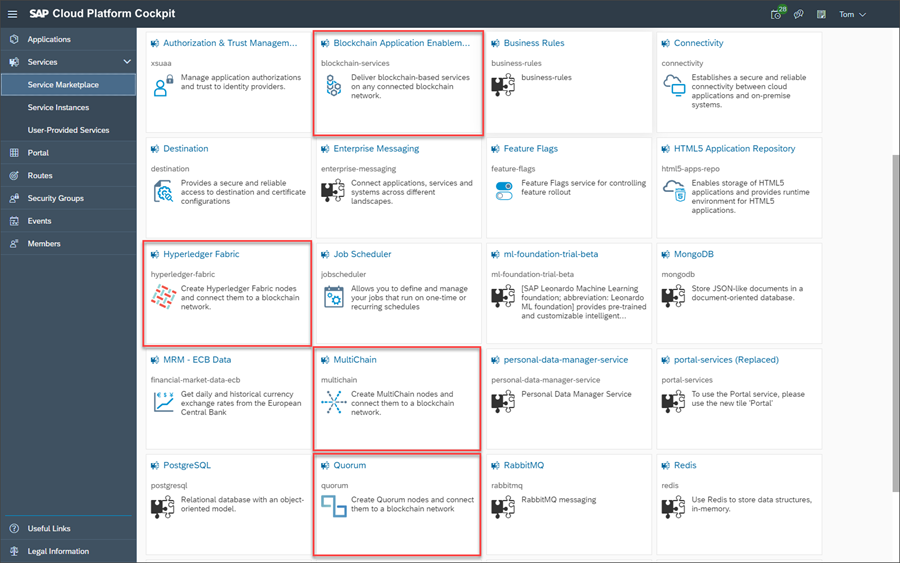 SAP Cloud Platform Cockpit
28
Tom
Applications
Services
Service Marketplace
Service Instances
User-Provided Services
Portal
Routes
Security Groups
Events
Members
Useful Links
Legal Information
Authorization & Trust Managem...
xsuaa
Manage application authorizations
and trust to identity providers.
Blockchain Application Enablem...
blockchain-services
Deliver blockchain-based services
on any connected blockchain
network.
Business Rules
business-rules
business-rules
Connectivity
connectivity
Establishes a secure and reliable
connectivity between cloud
applications and on-premise
systems.
Destination
destination
Provides a secure and reliable
access to destination and certificate
configurations
Enterprise Messaging
enterprise-messaging
Connect applications, services and
systems across different
landscapes.
Feature Flags
feature-flags
Feature Flags service for controlling
feature rollout
HTML5 Application Repository
html5-apps-repo
Enables storage of HTML5
applications and provides runtime
environment for HTML5
applications.
Hyperledger Fabric
hyperledger-fabric
Create Hyperledger Fabric nodes
and connect them to a blockchain
network.
Job Scheduler
jobscheduler
Allows you to define and manage
your jobs that run on one-time or
recurring schedules
ml-foundation-trial-beta
ml-foundation-trial-beta
[SAP Leonardo Machine Learning
foundation; abbreviation: Leonardo
ML foundation] provides pre-trained
and customizable intelligent...
MongoDB
mongodb
Store JSON-like documents in a
document-oriented database.
MRM - ECB Data
financial-market-data-ecb
Get daily and historical currency
exchange rates from the European
Central Bank
MultiChain
multichain
Create MultiChain nodes and
connect them to a blockchain
network.
personal-data-manager-service
personal-data-manager-service
Personal Data Manager Service
portal-services (Replaced)
portal-services
To use the Portal service, please
use the new tile 'Portal'
PostgreSQL
postgresql
Relational database with an object-
oriented model.
Quorum
quorum
Create Quorum nodes and connect
them to a blockchain network
RabbitMQ
rabbitmq
RabbitMQ messaging
Redis
redis
Use Redis to store data structures,
in-memory.